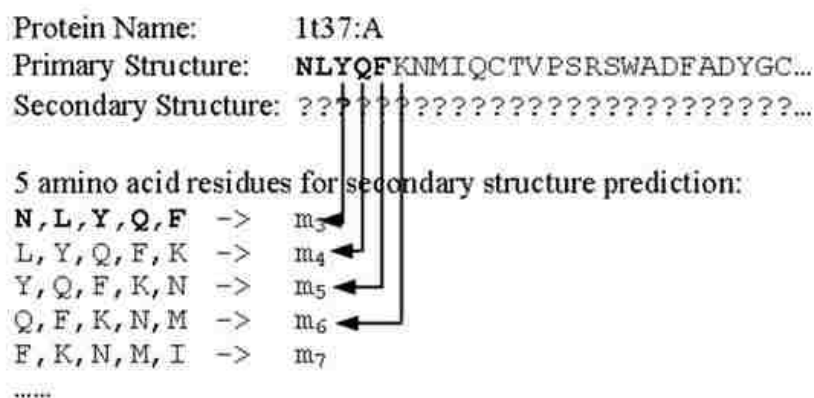 Protein Name: 1t37:A
Primary Structure: NLYQFKNMIQCTVPSRSWADFADYGC...
Secondary Structure: ??????????????????????????...
5 amino acid residues for secondary structure prediction:
N,L,Y,Q,F -> m₃
L,Y,Q,F,K -> m₄
Y,Q,F,K,N -> m₅
Q,F,K,N,M -> m₆
F,K,N,M,I -> m₇
......